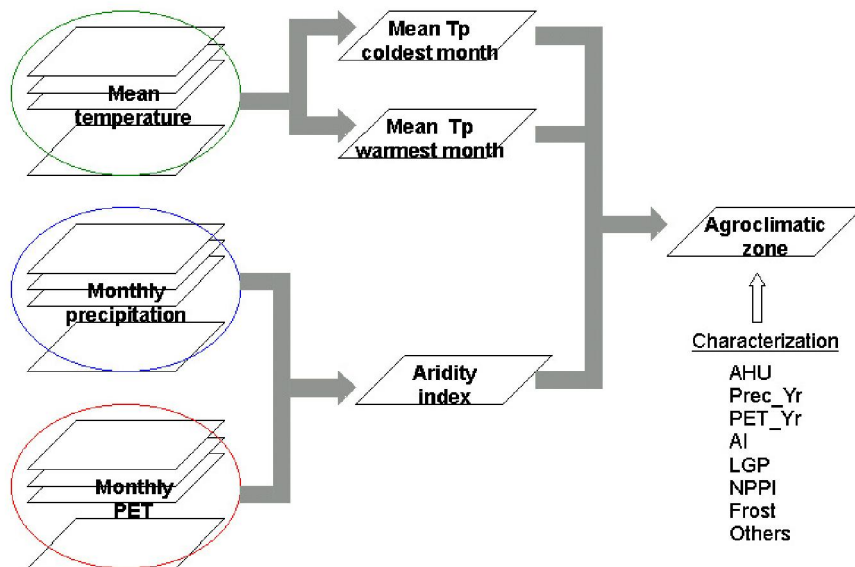 Mean
temperature
Mean Tp
coldest month
Mean Tp
warmest month
Monthly
precipitation
Aridity
index
Monthly
PET
Agroclimatic
zone
Characterization
AHU
Prec_Yr
PET_Yr
AI
LGP
NPPI
Frost
Others